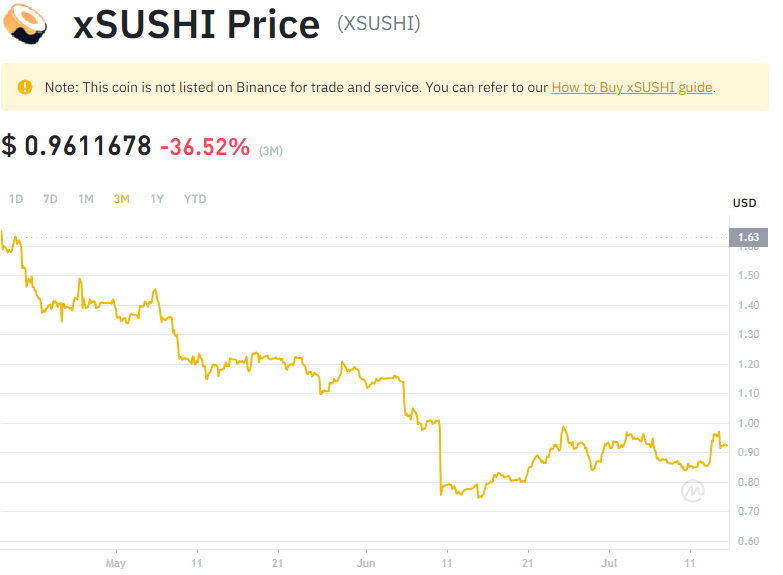 xSUSHI Price (XSUSHI)
Note: This coin is not listed on Binance for trade and service. You can refer to our How to Buy xSUSHI guide.
$ 0.9611678 -36.52% (3M)
1D 7D 1M 3M 1Y YTD
USD
1.63
1.60
1.50
1.40
1.30
1.20
1.10
1.00
0.90
0.80
0.70
0.60
May 11 21 Jun 11 21 Jul 11